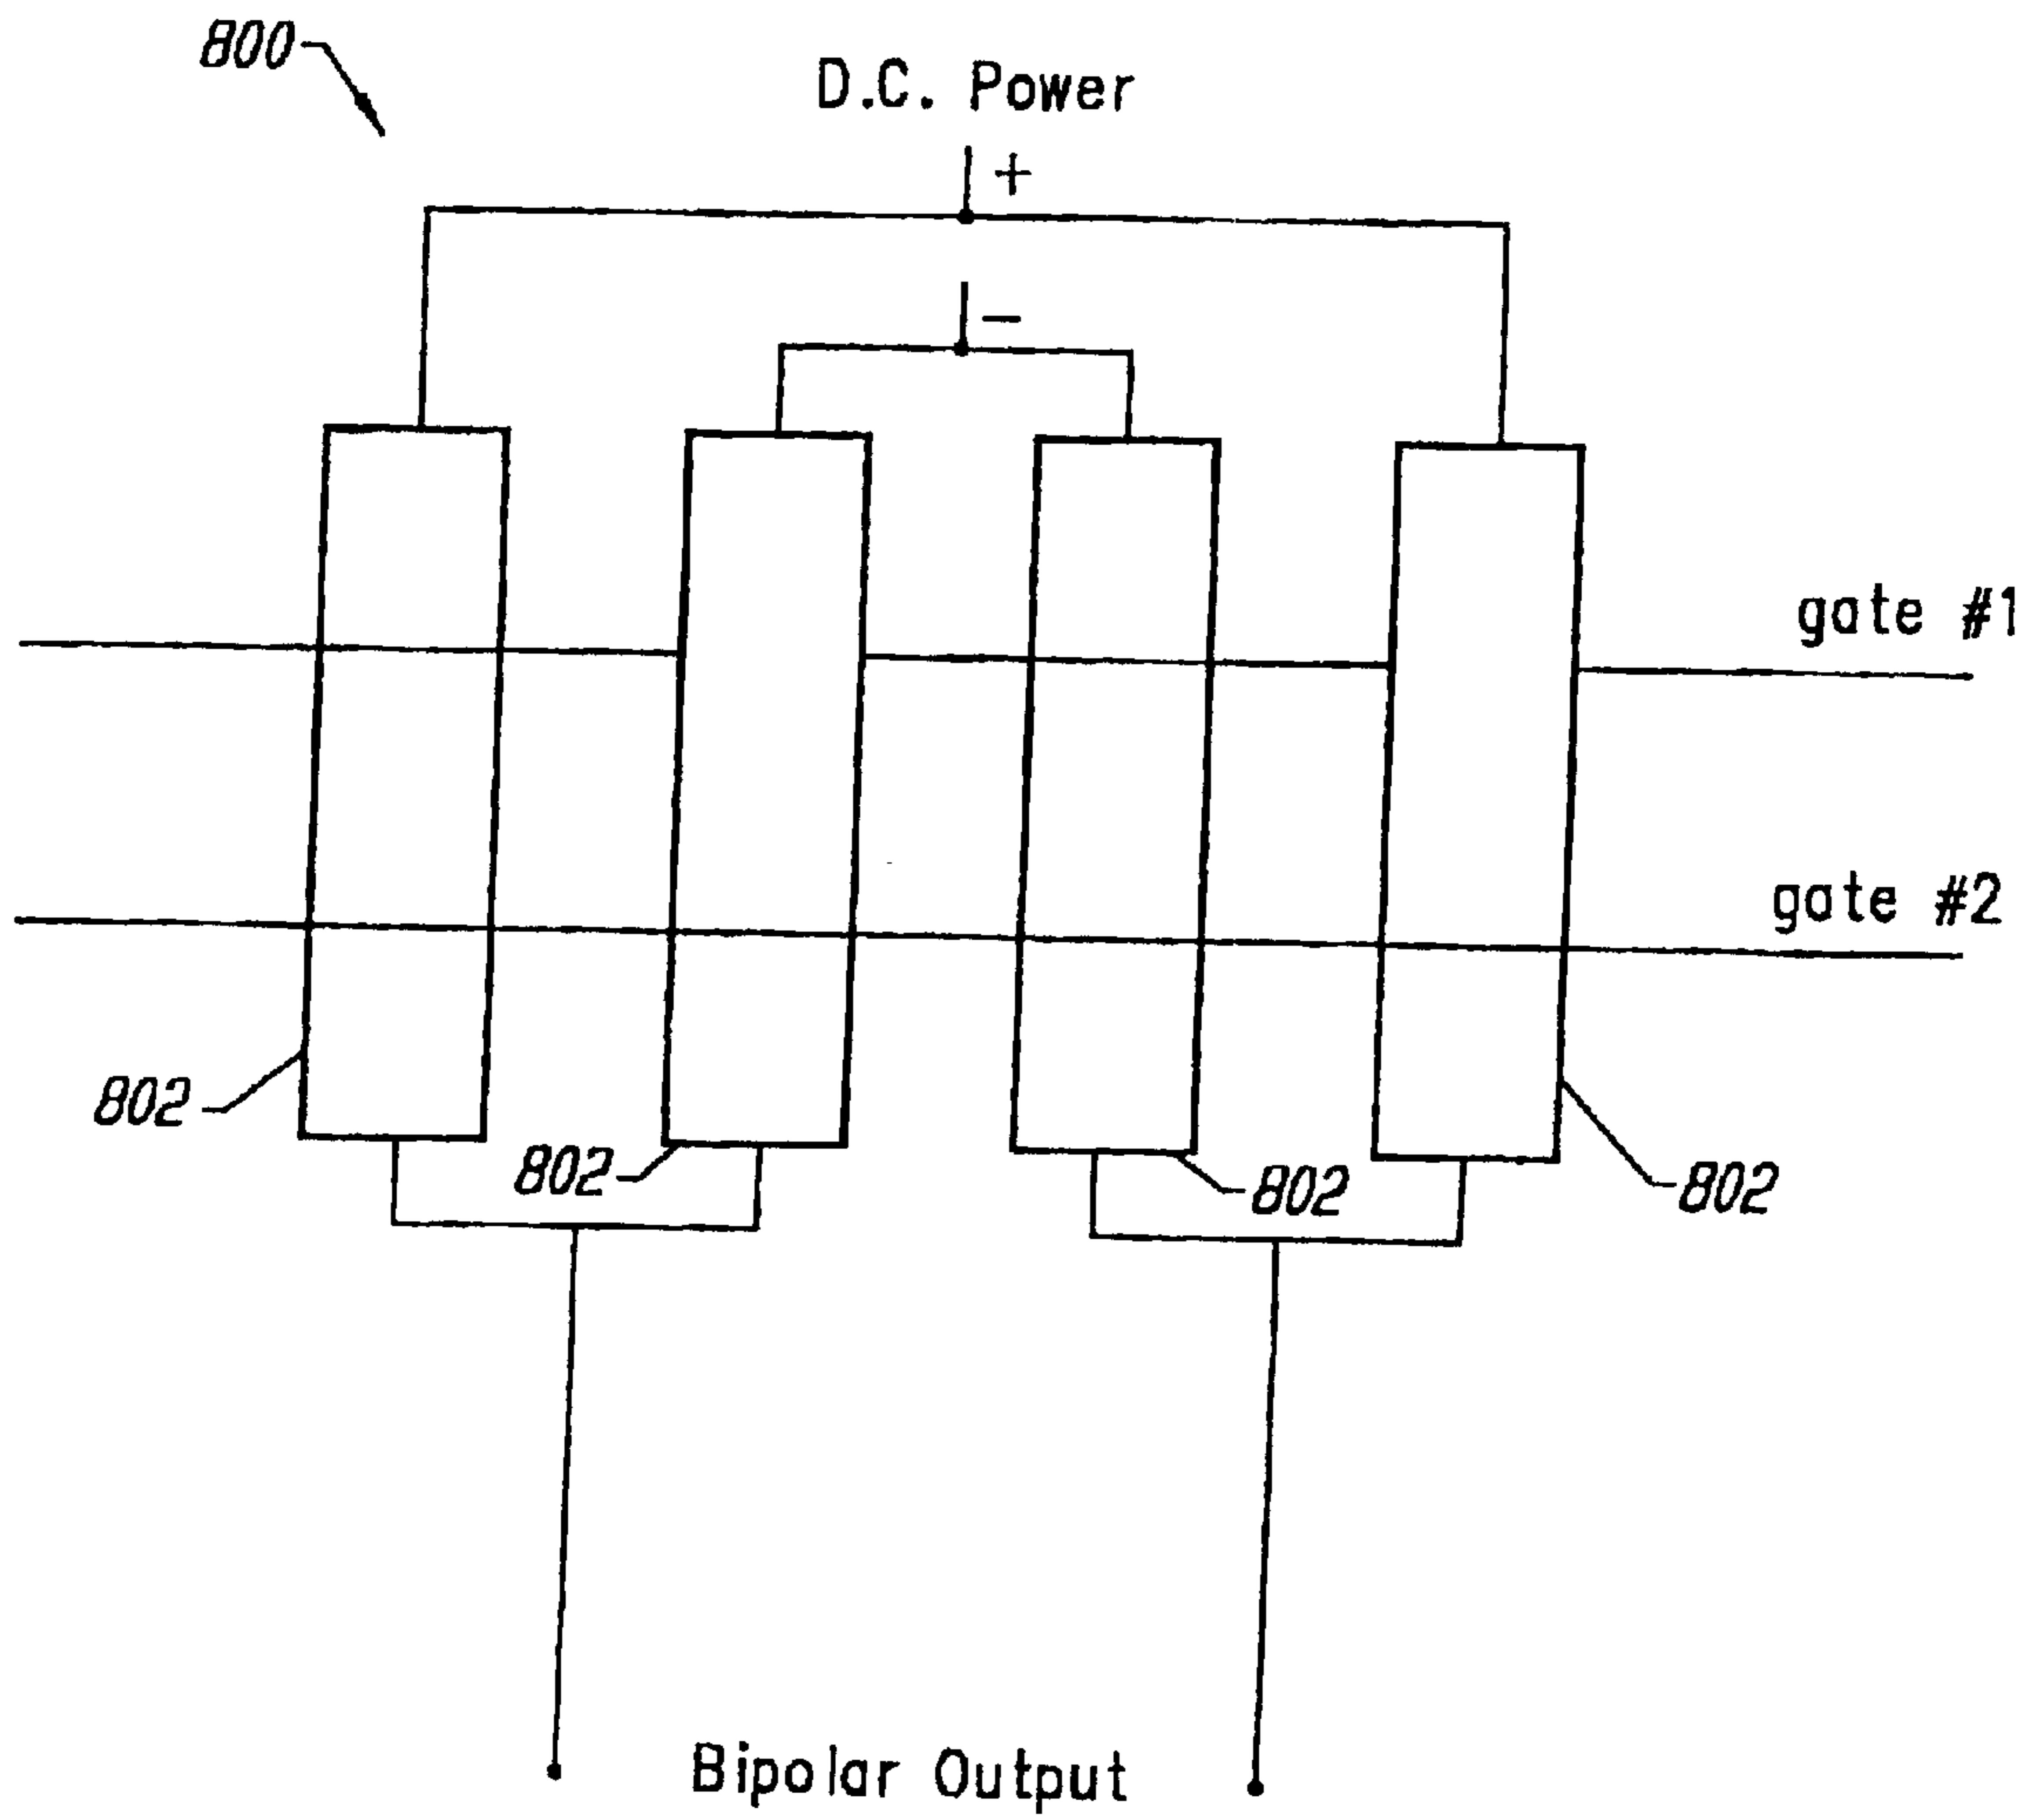 800
D.C. Power
+
−
gate #1
gate #2
802
802
802
802
Bipolar Output